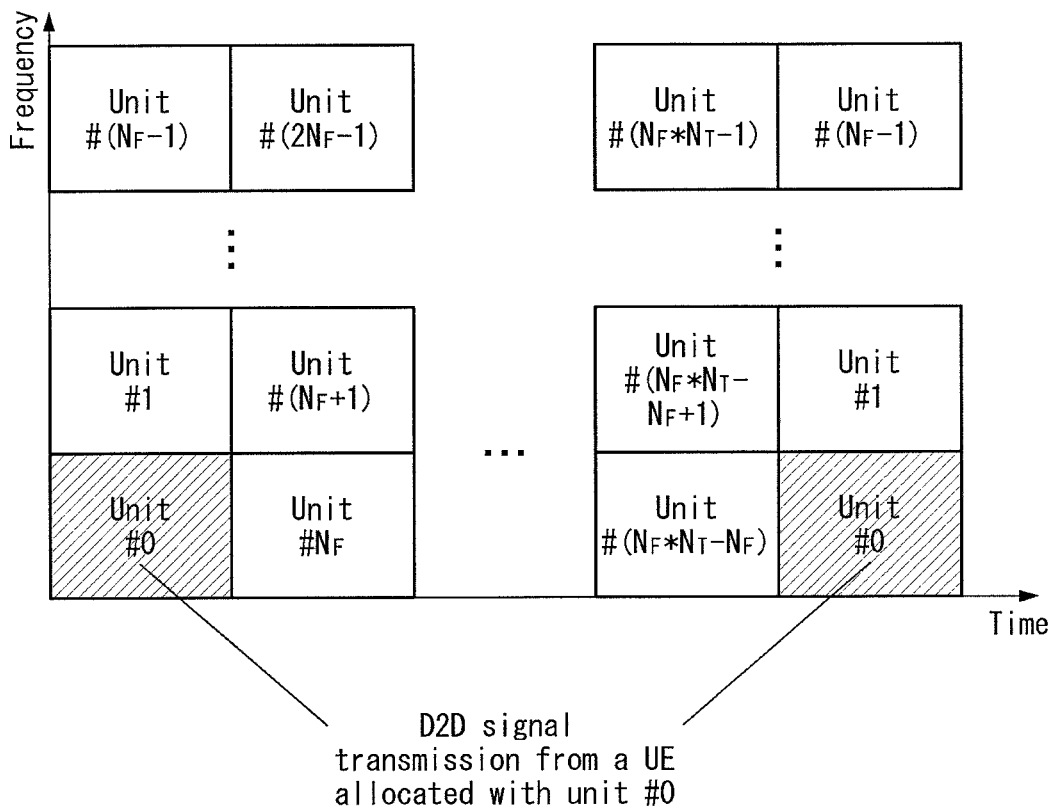 Frequency
Unit
#(NF-1)
Unit
#(2NF-1)
Unit
#(NF*NT-1)
Unit
#(NF-1)
Unit
#1
Unit
#(NF+1)
Unit
#(NF*NT-
NF+1)
Unit
#1
Unit
#0
Unit
#NF
Unit
#(NF*NT-NF)
Unit
#0
Time
D2D signal
transmission from a UE
allocated with unit #0